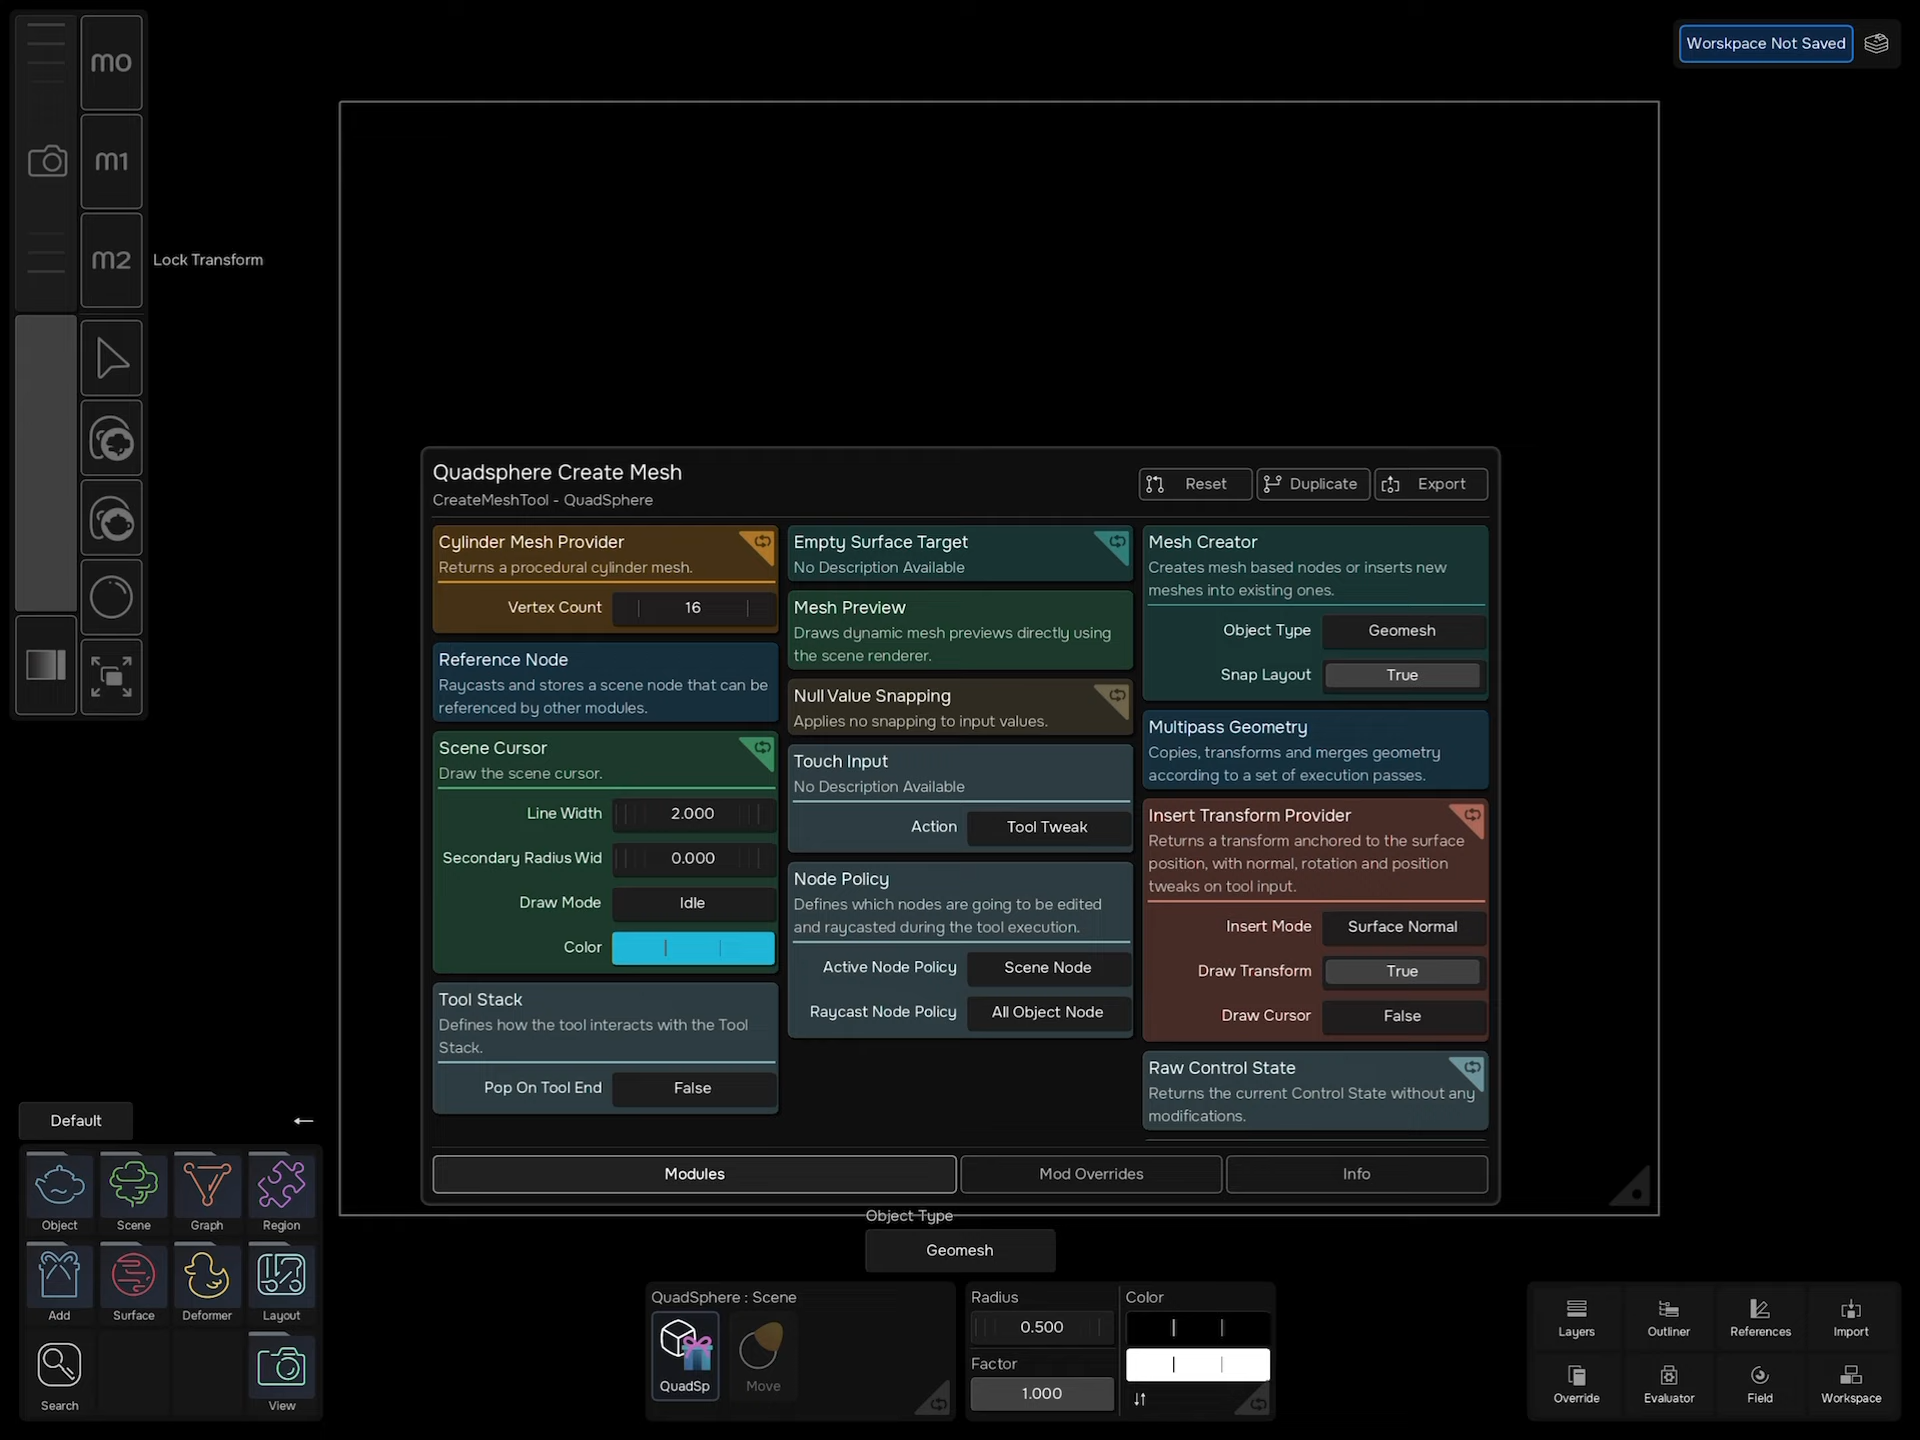 m0
m1
m2
Lock Transform
Worskpace Not Saved
Quadsphere Create Mesh
CreateMeshTool - QuadSphere
Reset
Duplicate
Export
Cylinder Mesh Provider
Returns a procedural cylinder mesh.
Vertex Count 16
Reference Node
Raycasts and stores a scene node that can be
referenced by other modules.
Scene Cursor
Draw the scene cursor.
Line Width 2.000
Secondary Radius Wid 0.000
Draw Mode Idle
Color
Tool Stack
Defines how the tool interacts with the Tool
Stack.
Pop On Tool End False
Empty Surface Target
No Description Available
Mesh Preview
Draws dynamic mesh previews directly using
the scene renderer.
Null Value Snapping
Applies no snapping to input values.
Touch Input
No Description Available
Action Tool Tweak
Node Policy
Defines which nodes are going to be edited
and raycasted during the tool execution.
Active Node Policy Scene Node
Raycast Node Policy All Object Node
Mesh Creator
Creates mesh based nodes or inserts new
meshes into existing ones.
Object Type Geomesh
Snap Layout True
Multipass Geometry
Copies, transforms and merges geometry
according to a set of execution passes.
Insert Transform Provider
Returns a transform anchored to the surface
position, with normal, rotation and position
tweaks on tool input.
Insert Mode Surface Normal
Draw Transform True
Draw Cursor False
Raw Control State
Returns the current Control State without any
modifications.
Modules
Mod Overrides
Info
Object Type
Geomesh
Default
Object
Scene
Graph
Region
Add
Surface
Deformer
Layout
Search
View
QuadSphere : Scene
QuadSp
Move
Radius
0.500
Factor
1.000
Color
Layers
Outliner
References
Import
Override
Evaluator
Field
Workspace